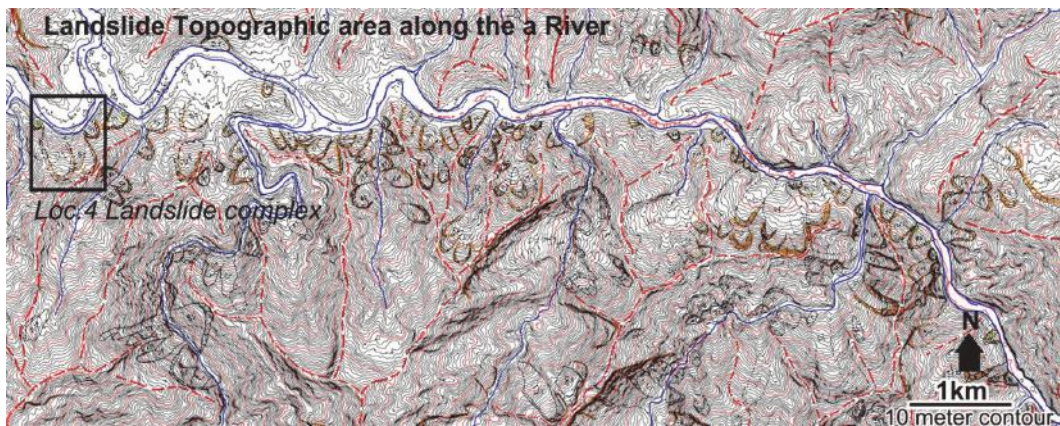 Landslide Topographic area along the a River
Loc.4 Landslide complex
N
1km
10 meter contour